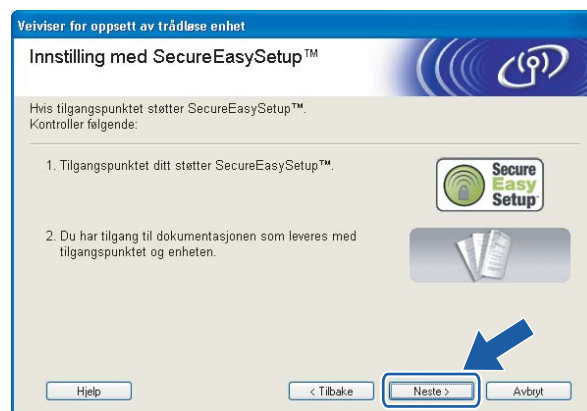 Veiviser for oppsett av trådløse enhet
Innstilling med SecureEasySetup™
Hvis tilgangspunktet støtter SecureEasySetup™.
Kontroller følgende:
1. Tilgangspunktet ditt støtter SecureEasySetup™.
Secure
Easy
Setup
2. Du har tilgang til dokumentasjonen som leveres med
tilgangspunktet og enheten.
Hjelp
< Tilbake
Neste >
Avbryt